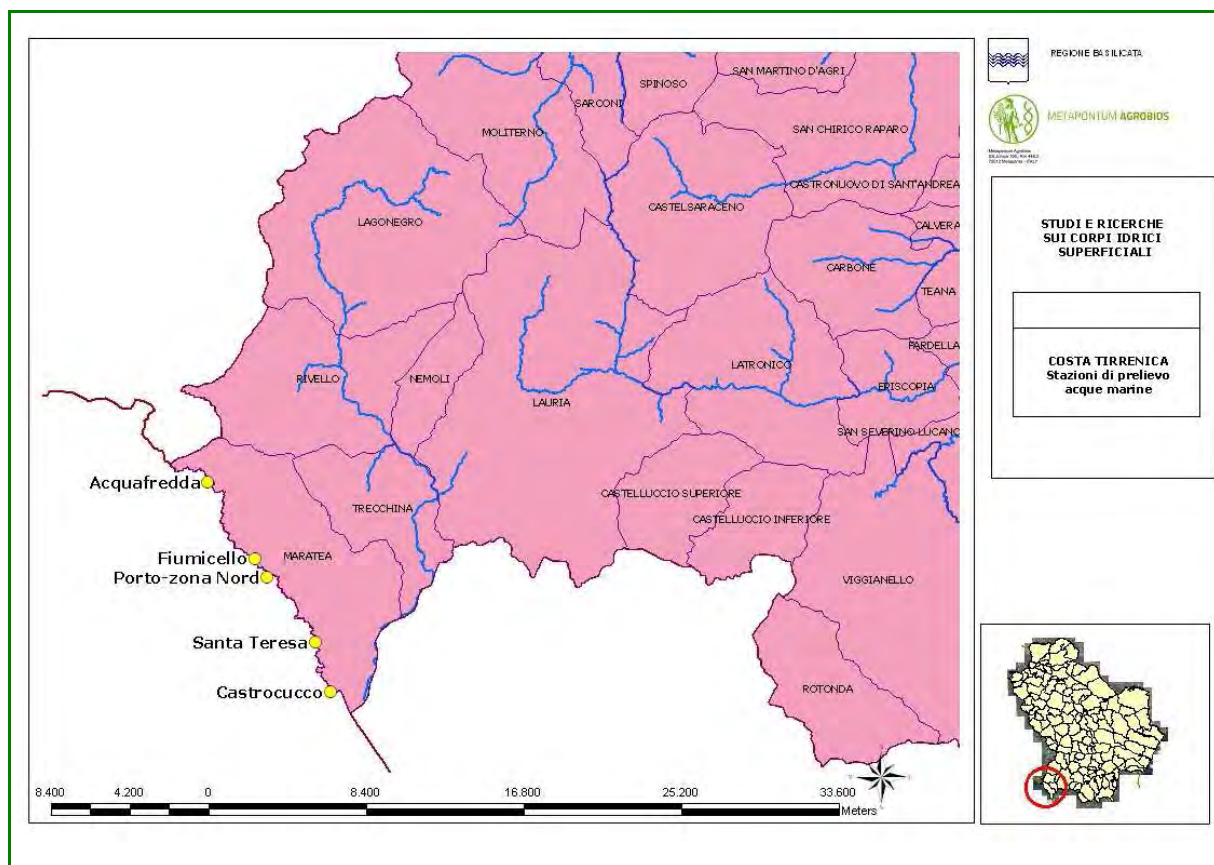 SAN MARTINO D'AGRI
SPINOSO
SARCONI
MOLITERNO
SAN CHIRICO RAPARO
CASTRONUOVO DI SANT'ANDREA
CASTELSARACENO
LAGONEGRO
CALVERA
CARBONE
TEANA
FARDELLA
LATRONICO
EPISCOPIA
RIVELLO
NEMOLI
LAURIA
SAN SEVERINO LUCANO
Acquafredda
TRECCHINA
CASTELLUCCIO SUPERIORE
CASTELLUCCIO INFERIORE
Fiumicello
MARATEA
Porto-zona Nord
VIGGIANELLO
Santa Teresa
Castrocucco
ROTONDA
8.400 4.200 0 8.400 16.800 25.200 33.600
Meters
REGIONE BASILICATA
METAPONTUM AGROBIOS
Metapontum Agrobios
STUDI E RICERCHE
SUI CORPI IDRICI
SUPERFICIALI
COSTA TIRRENICA
Stazioni di prelievo
acque marine